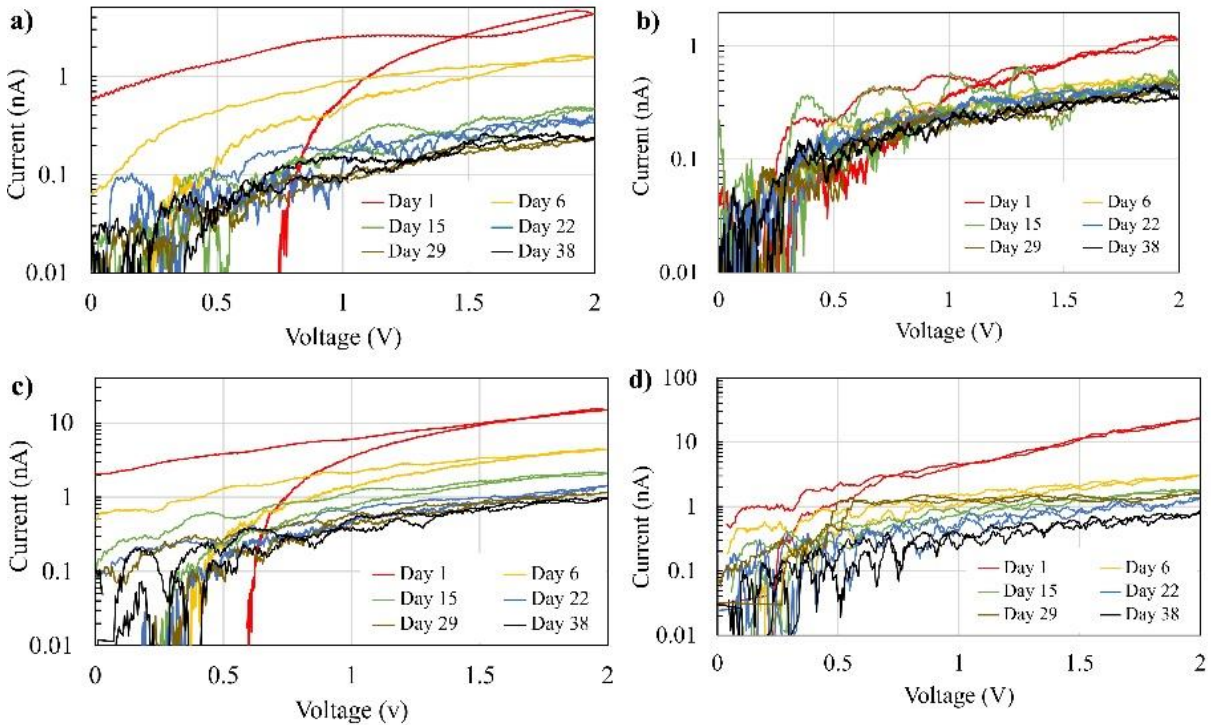 a)
Current (nA)
1
0.1
0.01
Day 1 Day 6
Day 15 Day 22
Day 29 Day 38
0 0.5 1 1.5 2
Voltage (V)
b)
Current (nA)
1
0.1
0.01
Day 1 Day 6
Day 15 Day 22
Day 29 Day 38
0 0.5 1 1.5 2
Voltage (V)
c)
Current (nA)
10
1
0.1
0.01
Day 1 Day 6
Day 15 Day 22
Day 29 Day 38
0 0.5 1 1.5 2
Voltage (v)
d)
Current (nA)
100
10
1
0.1
0.01
Day 1 Day 6
Day 15 Day 22
Day 29 Day 38
0 0.5 1 1.5 2
Voltage (V)